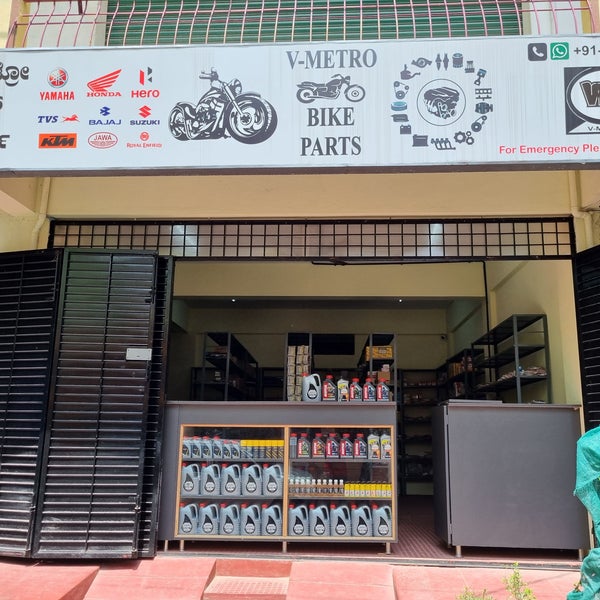 ೋ
V-METRO
BIKE
PARTS
YAMAHA
HONDA
HERO
TVS
BAJAJ
SUZUKI
KTM
JAWA
ROYAL ENFIELD
+91-
For Emergency Ple
V-M